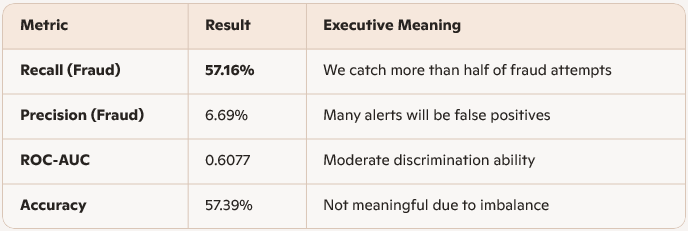 Metric Result Executive Meaning
Recall (Fraud) 57.16% We catch more than half of fraud attempts
Precision (Fraud) 6.69% Many alerts will be false positives
ROC-AUC 0.6077 Moderate discrimination ability
Accuracy 57.39% Not meaningful due to imbalance